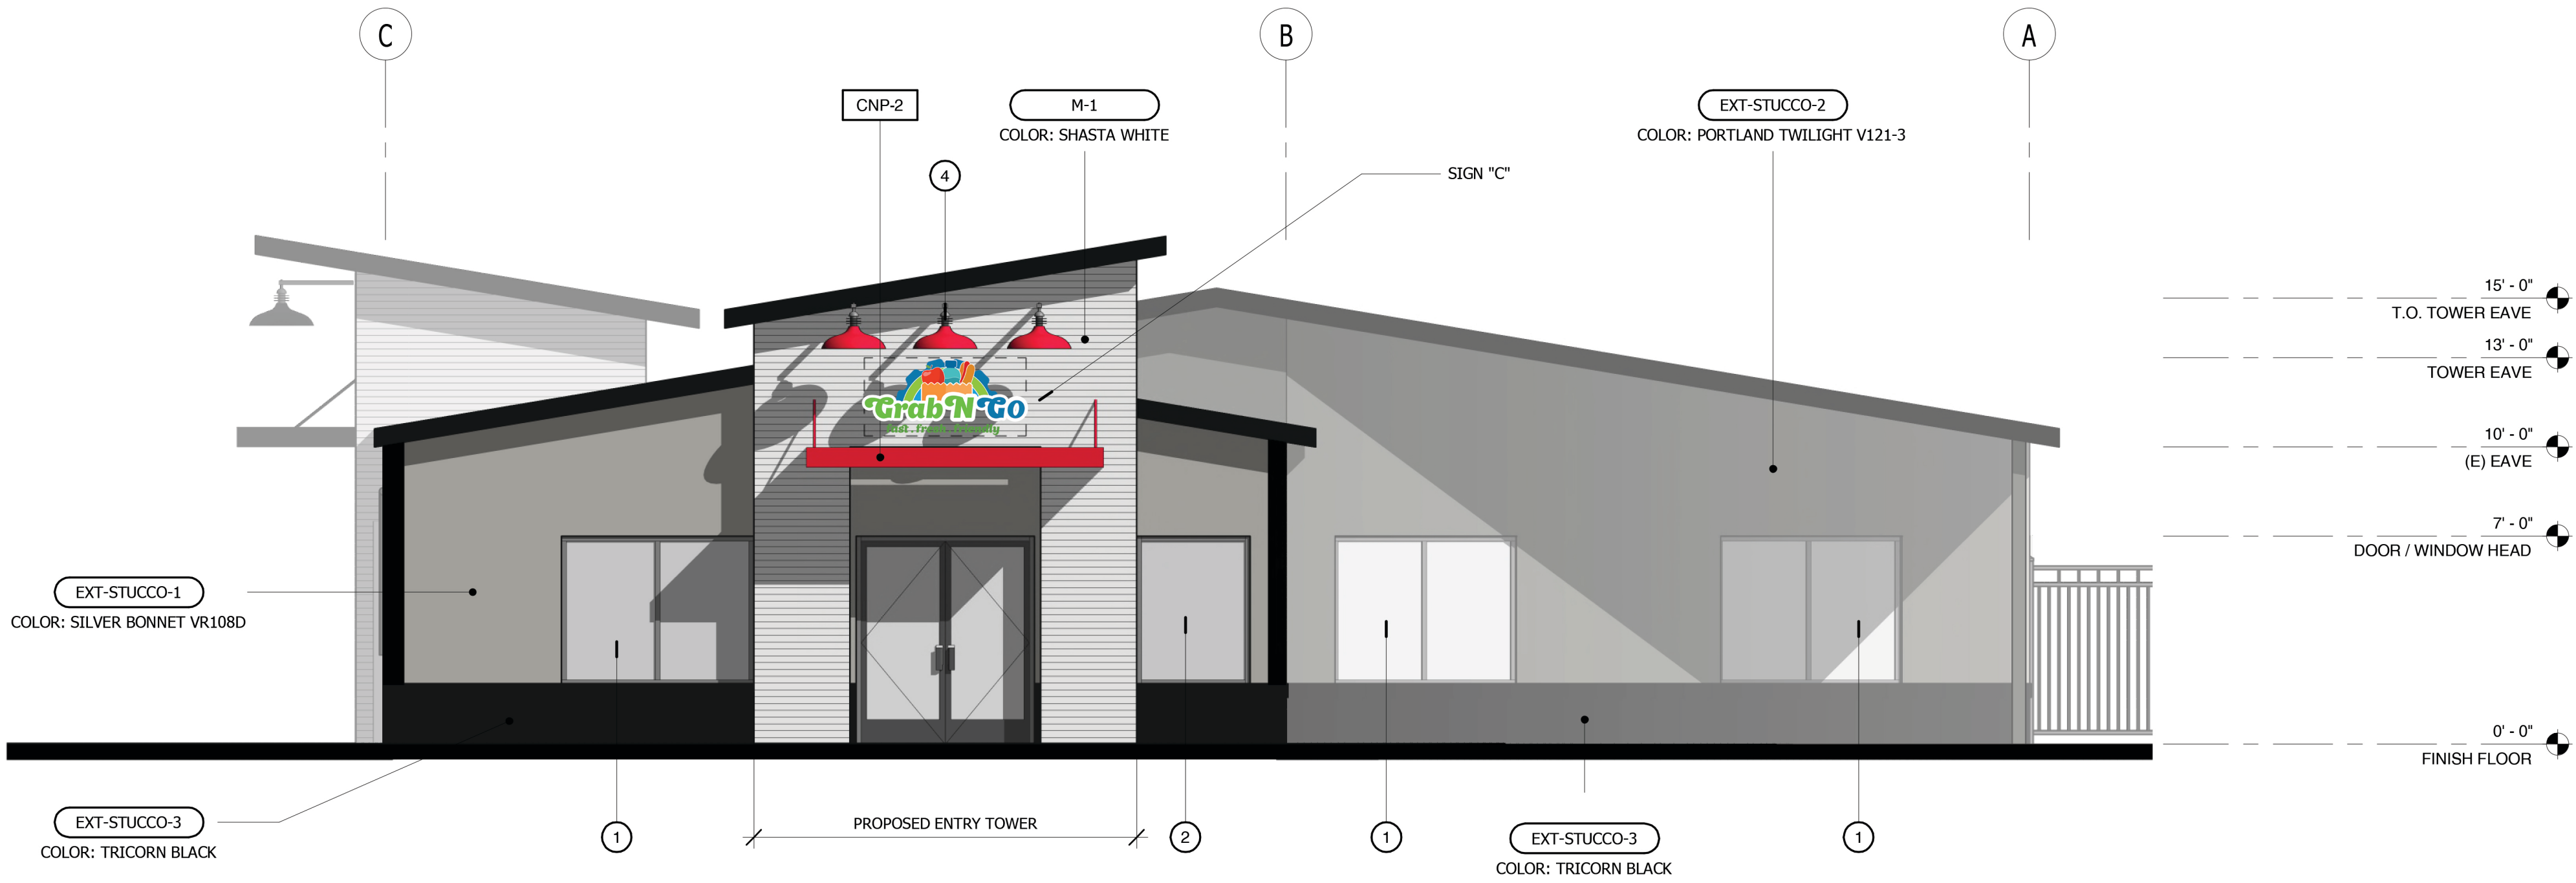 C
B
A
CNP-2
M-1
COLOR: SHASTA WHITE
EXT-STUCCO-2
COLOR: PORTLAND TWILIGHT V121-3
4
SIGN "C"
15' - 0"
T.O. TOWER EAVE
13' - 0"
TOWER EAVE
Grab N GO
fast.fresh.friendly
10' - 0"
(E) EAVE
7' - 0"
DOOR / WINDOW HEAD
EXT-STUCCO-1
COLOR: SILVER BONNET VR108D
0' - 0"
FINISH FLOOR
EXT-STUCCO-3
COLOR: TRICORN BLACK
1
PROPOSED ENTRY TOWER
2
1
EXT-STUCCO-3
COLOR: TRICORN BLACK
1